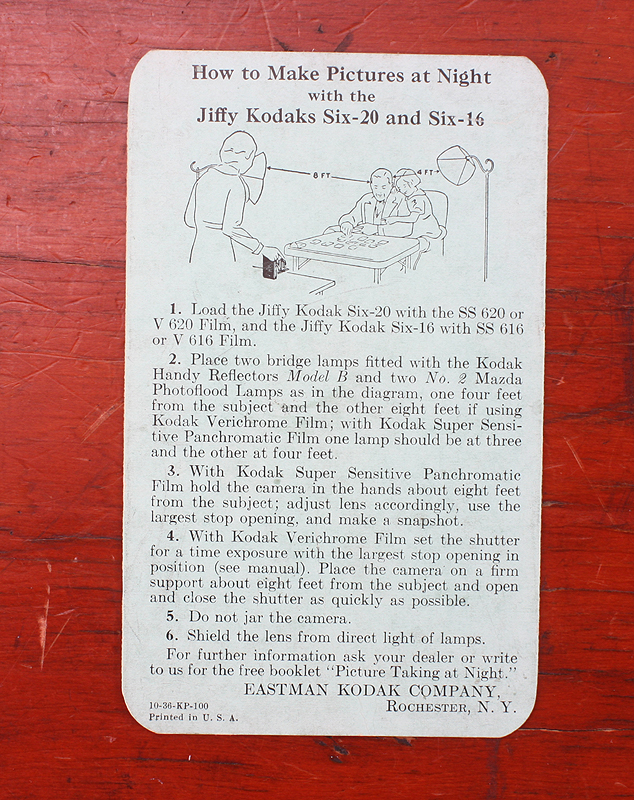 How to Make Pictures at Night
with the
Jiffy Kodaks Six-20 and Six-16
8 FT
4 FT
1. Load the Jiffy Kodak Six-20 with the SS 620 or
V 620 Film, and the Jiffy Kodak Six-16 with SS 616
or V 616 Film.
2. Place two bridge lamps fitted with the Kodak
Handy Reflectors Model B and two No. 2 Mazda
Photoflood Lamps as in the diagram, one four feet
from the subject and the other eight feet if using
Kodak Verichrome Film; with Kodak Super Sensi-
tive Panchromatic Film one lamp should be at three
and the other at four feet.
3. With Kodak Super Sensitive Panchromatic
Film hold the camera in the hands about eight feet
from the subject; adjust lens accordingly, use the
largest stop opening, and make a snapshot.
4. With Kodak Verichrome Film set the shutter
for a time exposure with the largest stop opening in
position (see manual). Place the camera on a firm
support about eight feet from the subject and open
and close the shutter as quickly as possible.
5. Do not jar the camera.
6. Shield the lens from direct light of lamps.
For further information ask your dealer or write
to us for the free booklet "Picture Taking at Night."
EASTMAN KODAK COMPANY,
10-36-KP-100
Rochester, N. Y.
Printed in U. S. A.